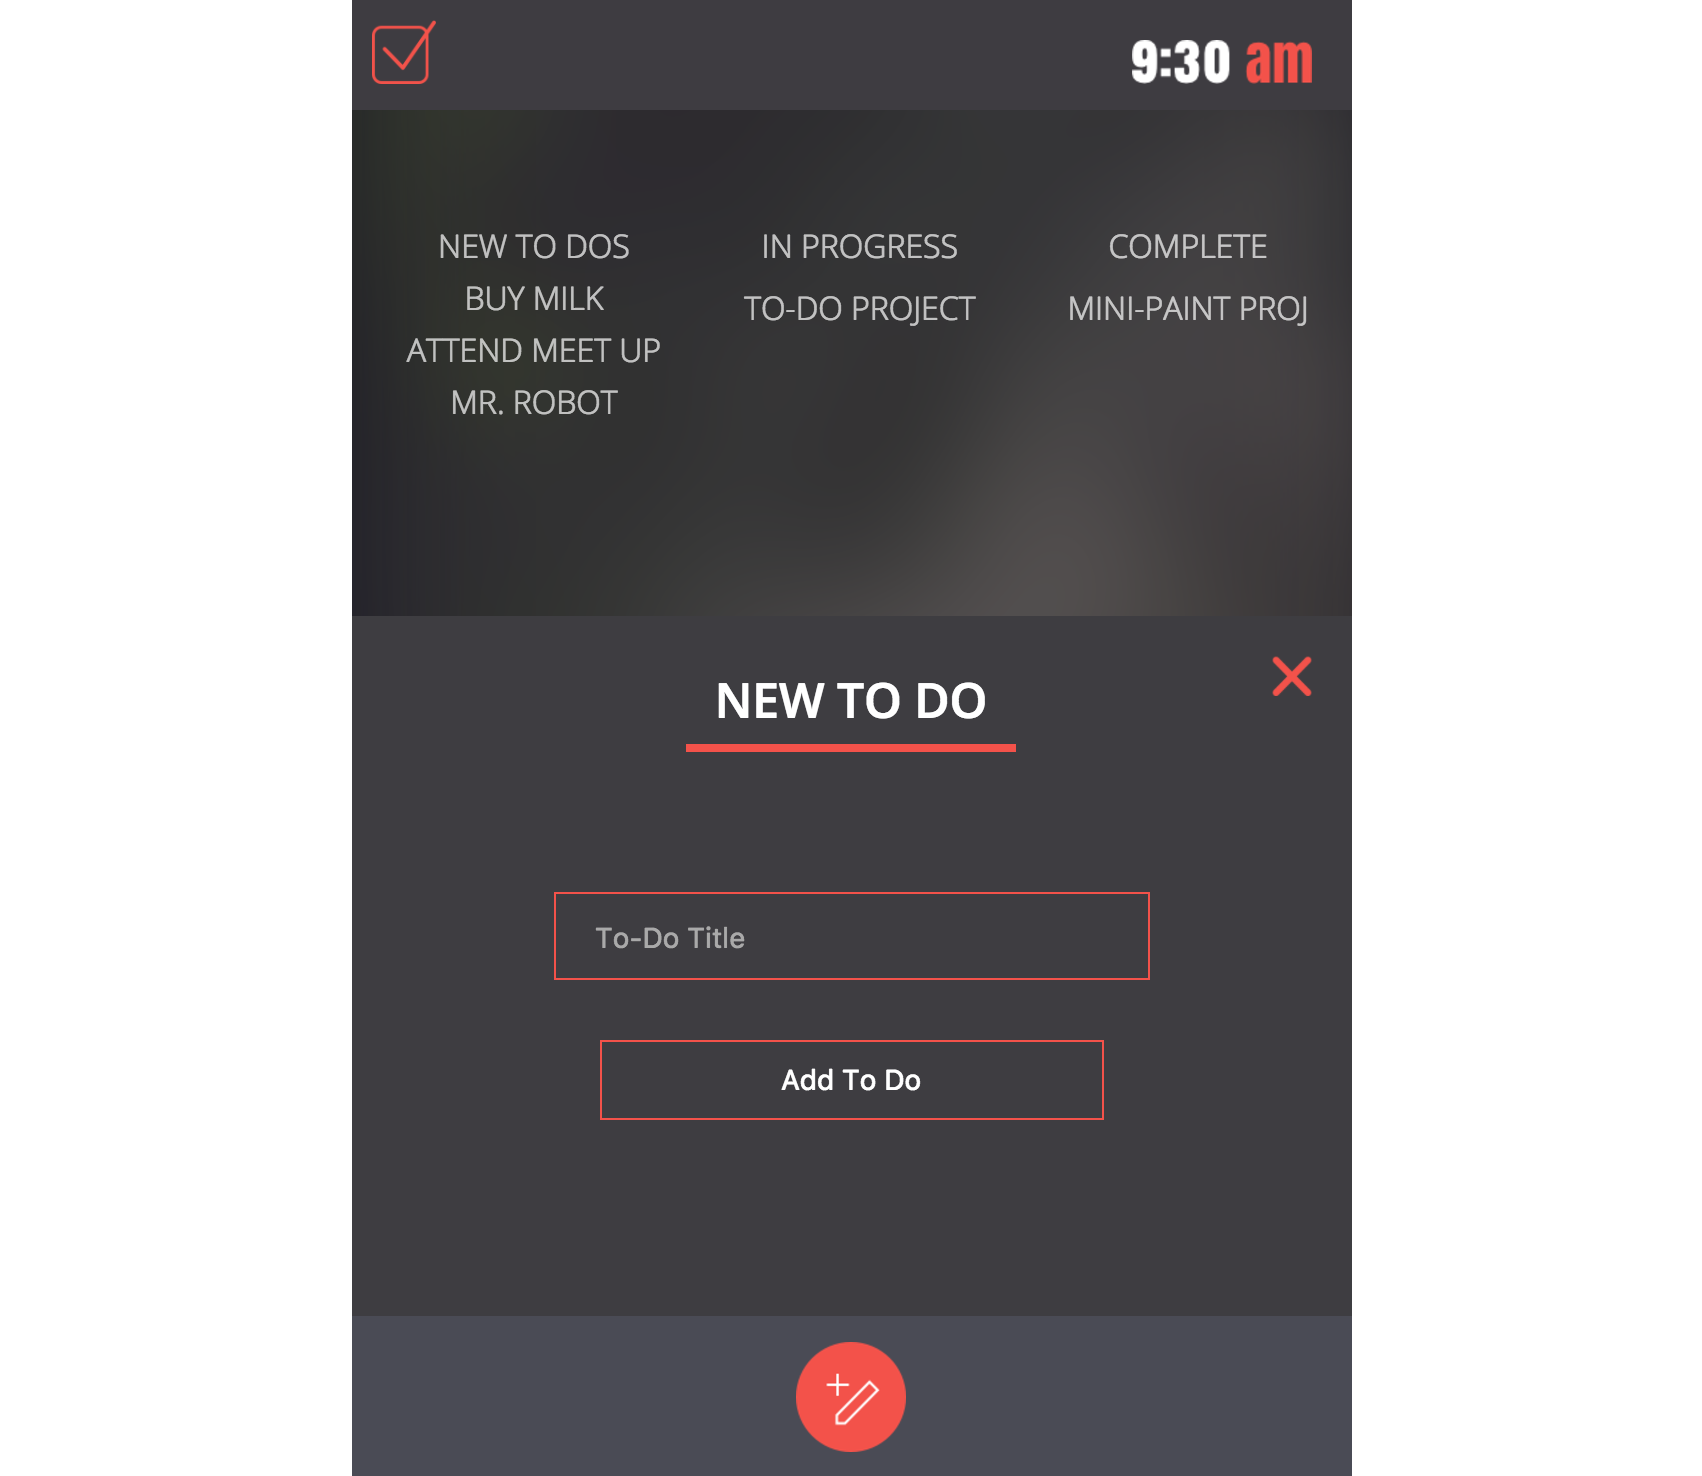 9:30 am
NEW TO DOS
BUY MILK
ATTEND MEET UP
MR. ROBOT
IN PROGRESS
TO-DO PROJECT
COMPLETE
MINI-PAINT PROJ
NEW TO DO
To-Do Title
Add To Do